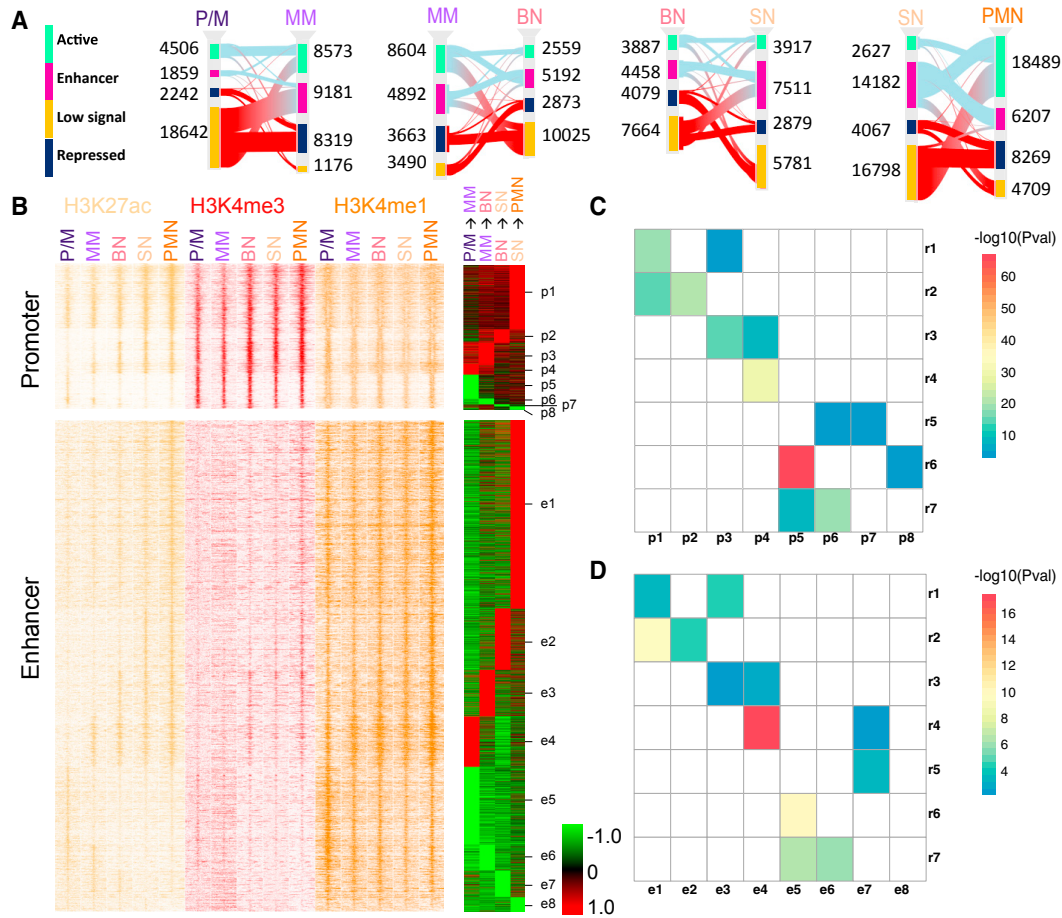 A
Active
Enhancer
Low signal
Repressed
P/M MM
4506 8573
1859 9181
2242 8319
18642 1176
MM BN
8604 2559
4892 5192
3663 2873
3490 10025
BN SN
3887 3917
4458 7511
4079 2879
7664 5781
SN PMN
2627 18489
14182 6207
4067 8269
16798 4709
B
H3K27ac H3K4me3 H3K4me1
P/M MM BN SN PMN P/M MM BN SN PMN P/M MM BN SN PMN
P/M → MM
MM → BN
BN → SN
SN → PMN
Promoter
p1
p2
p3
p4
p5
p6
p7
p8
Enhancer
e1
e2
e3
e4
e5
e6
e7
e8
-1.0
0
1.0
C
r1
r2
r3
r4
r5
r6
r7
p1 p2 p3 p4 p5 p6 p7 p8
-log10(Pval)
60
50
40
30
20
10
D
r1
r2
r3
r4
r5
r6
r7
e1 e2 e3 e4 e5 e6 e7 e8
-log10(Pval)
16
14
12
10
8
6
4